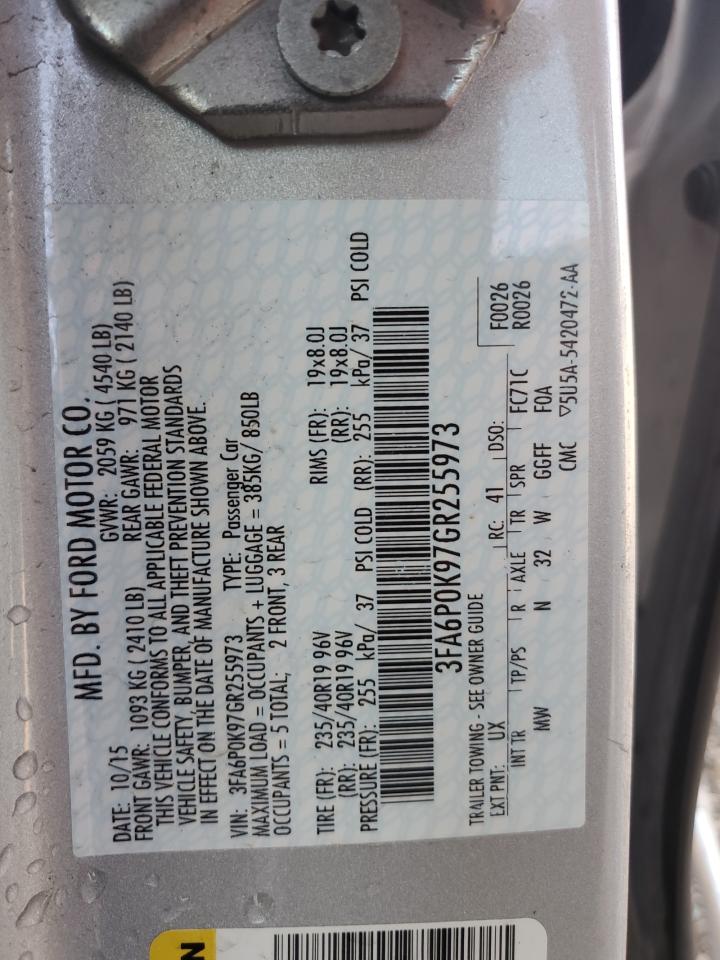 MFD. BY FORD MOTOR CO.
DATE: 10/15 GVWR: 2059 KG ( 4540 LB)
FRONT GAWR: 1093 KG ( 2410 LB) REAR GAWR: 971 KG ( 2140 LB)
THIS VEHICLE CONFORMS TO ALL APPLICABLE FEDERAL MOTOR
VEHICLE SAFETY, BUMPER, AND THEFT PREVENTION STANDARDS
IN EFFECT ON THE DATE OF MANUFACTURE SHOWN ABOVE.
VIN: 3FA6P0K97GR255973 TYPE: Passenger Car
MAXIMUM LOAD = OCCUPANTS + LUGGAGE = 385KG/ 850LB
OCCUPANTS = 5 TOTAL; 2 FRONT, 3 REAR
TIRE (FR): 235/40R19 96V RIMS (FR): 19x8.0J
(RR): 235/40R19 96V (RR): 19x8.0J
PRESSURE (FR): 255 kPa/ 37 PSI COLD (RR): 255 kPa/ 37 PSI COLD
3FA6P0K97GR255973
F0026
R0026
TRAILER TOWING - SEE OWNER GUIDE
EXT PNT: UX RC: 41 DSO:
INT TR TP/PS R AXLE TR SPR FC71C
MW N 32 W GGFF F0A
CMC ▽5U5A-5420472-AA
N